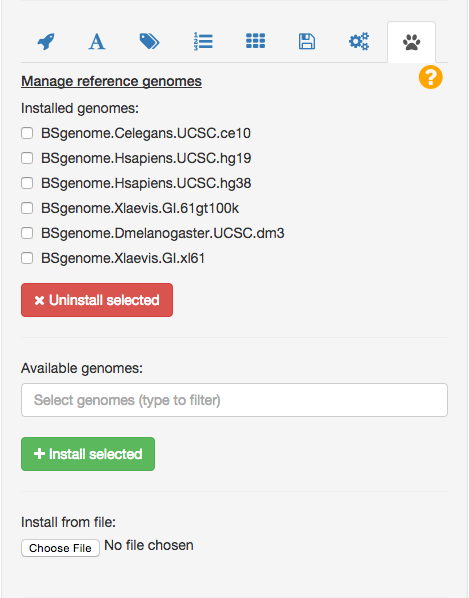 Manage reference genomes
?
Installed genomes:
BSgenome.Celegans.UCSC.ce10
BSgenome.Hsapiens.UCSC.hg19
BSgenome.Hsapiens.UCSC.hg38
BSgenome.Xlaevis.GI.61gt100k
BSgenome.Dmelanogaster.UCSC.dm3
BSgenome.Xlaevis.GI.xl61
Uninstall selected
Available genomes:
Select genomes (type to filter)
Install selected
Install from file:
Choose File No file chosen